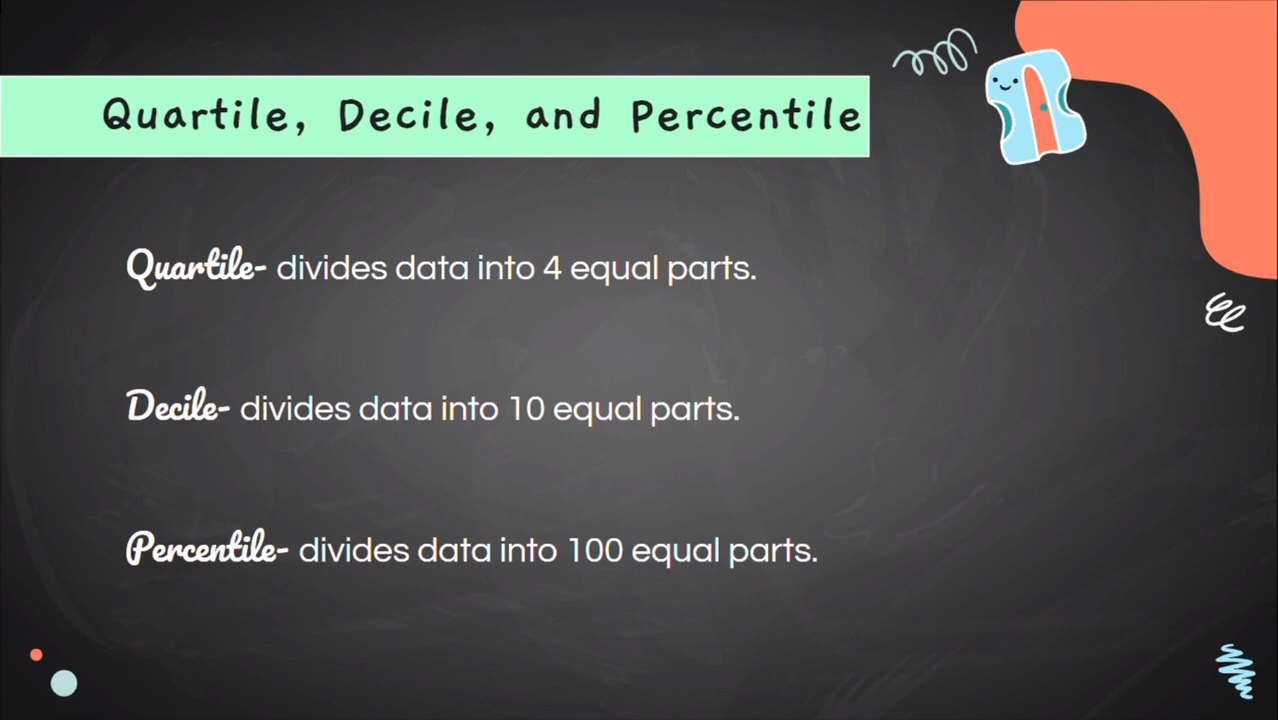 Quartile, Decile, and Percentile
Quartile- divides data into 4 equal parts.
Decile- divides data into 10 equal parts.
Percentile- divides data into 100 equal parts.